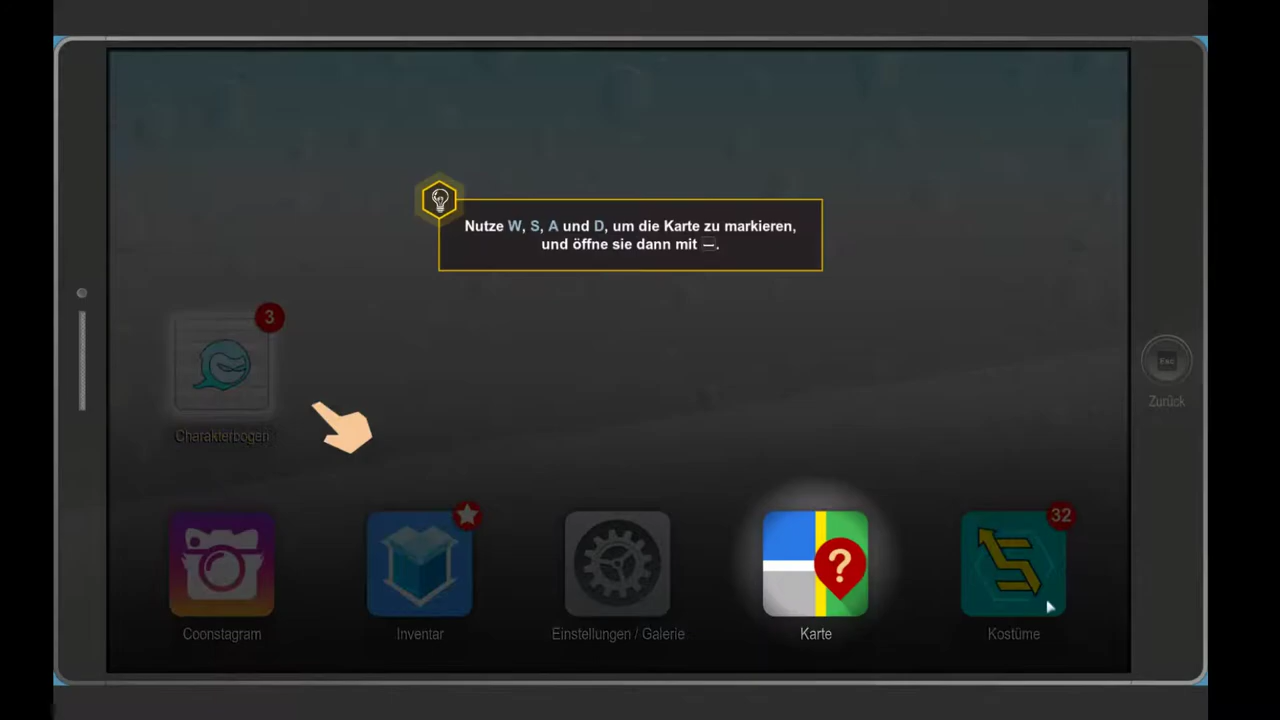 Nutze W, S, A und D, um die Karte zu markieren,
und öffne sie dann mit —.
3
Esc
Zurück
Charakterbogen
32
?
Coonstagram
Inventar
Einstellungen / Galerie
Karte
Kostüme